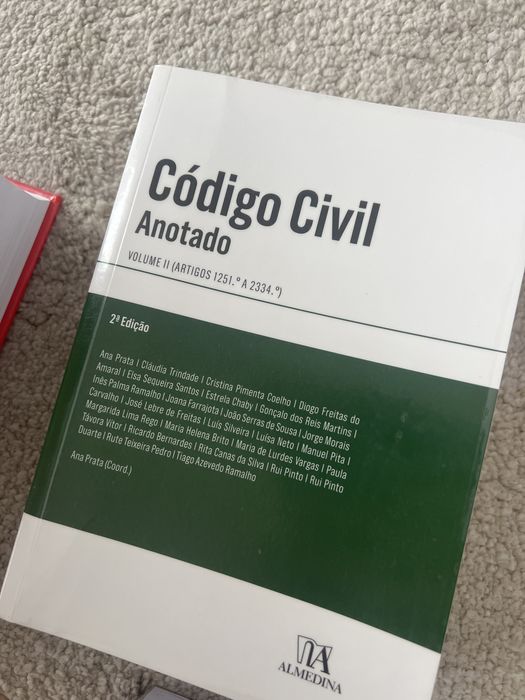 Código Civil
Anotado
VOLUME II (ARTIGOS 1251.º A 2334.º)
2ª Edição
Ana Prata | Cláudia Trindade | Cristina Pimenta Coelho | Diogo Freitas do
Amaral | Elsa Sequeira Santos | Estrela Chaby | Gonçalo dos Reis Martins |
Inês Palma Ramalho | Joana Farrajota | João Serras de Sousa | Jorge Morais
Carvalho | José Lebre de Freitas | Luís Silveira | Luísa Neto | Manuel Pita |
Margarida Lima Rego | Maria Helena Brito | Maria de Lurdes Vargas | Paula
Távora Vítor | Ricardo Bernardes | Rita Canas da Silva | Rui Pinto | Rui Pinto
Duarte | Rute Teixeira Pedro | Tiago Azevedo Ramalho
Ana Prata (Coord.)
ALMEDINA